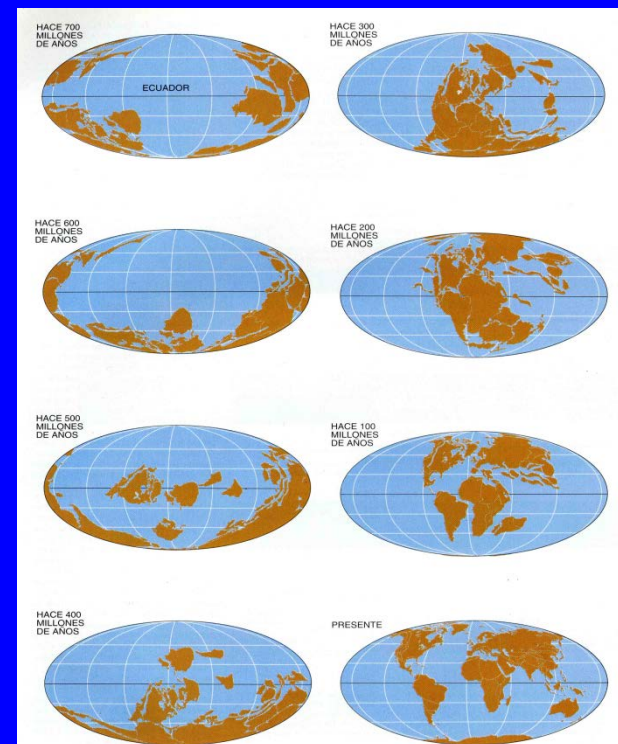 HACE 700
MILLONES
DE AÑOS
ECUADOR
HACE 600
MILLONES
DE AÑOS
HACE 500
MILLONES
DE AÑOS
HACE 400
MILLONES
DE AÑOS
HACE 300
MILLONES
DE AÑOS
HACE 200
MILLONES
DE AÑOS
HACE 100
MILLONES
DE AÑOS
PRESENTE